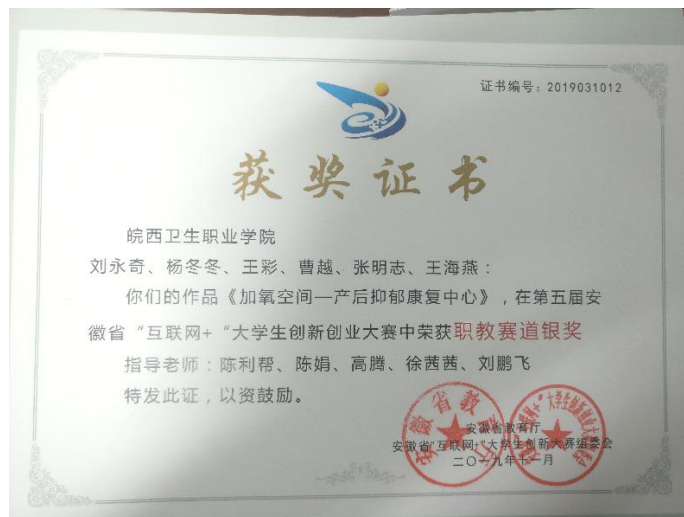 证书编号：2019031012
获奖证书
皖西卫生职业学院
刘永奇、杨冬冬、王彩、曹越、张明志、王海燕：
你们的作品《加氧空间—产后抑郁康复中心》，在第五届安
徽省“互联网+“大学生创新创业大赛中荣获职教赛道银奖
指导老师：陈利帮、陈娟、高腾、徐茜茜、刘鹏飞
特发此证，以资鼓励。
安徽省教育厅
安徽省“互联网+“大学生创新大赛组委会
二〇一九年十一月